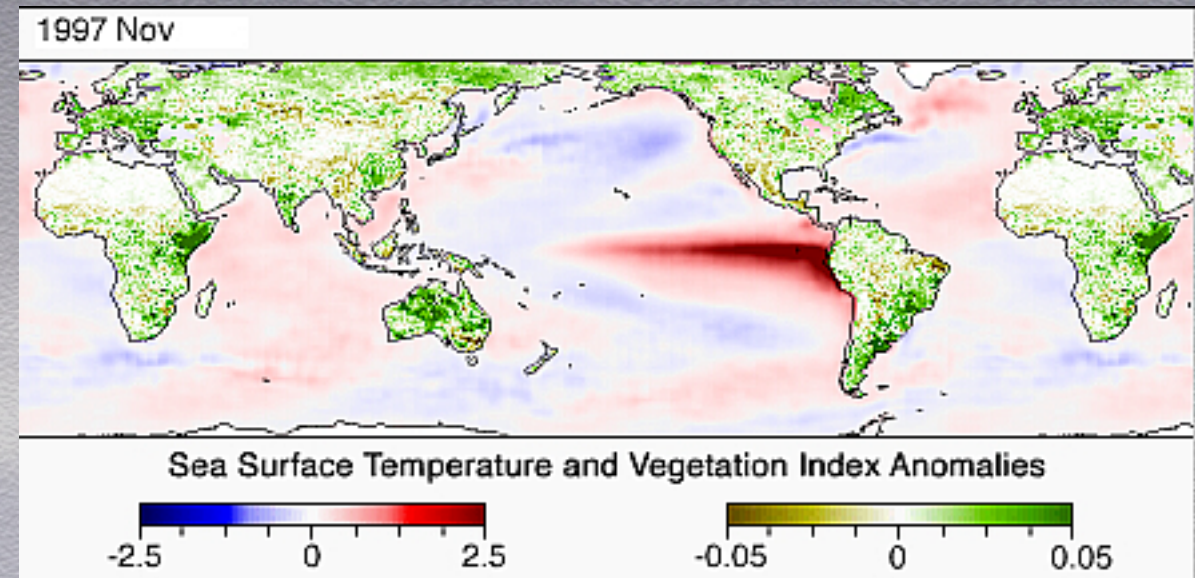 1997 Nov
Sea Surface Temperature and Vegetation Index Anomalies
-2.5 0 2.5 -0.05 0 0.05